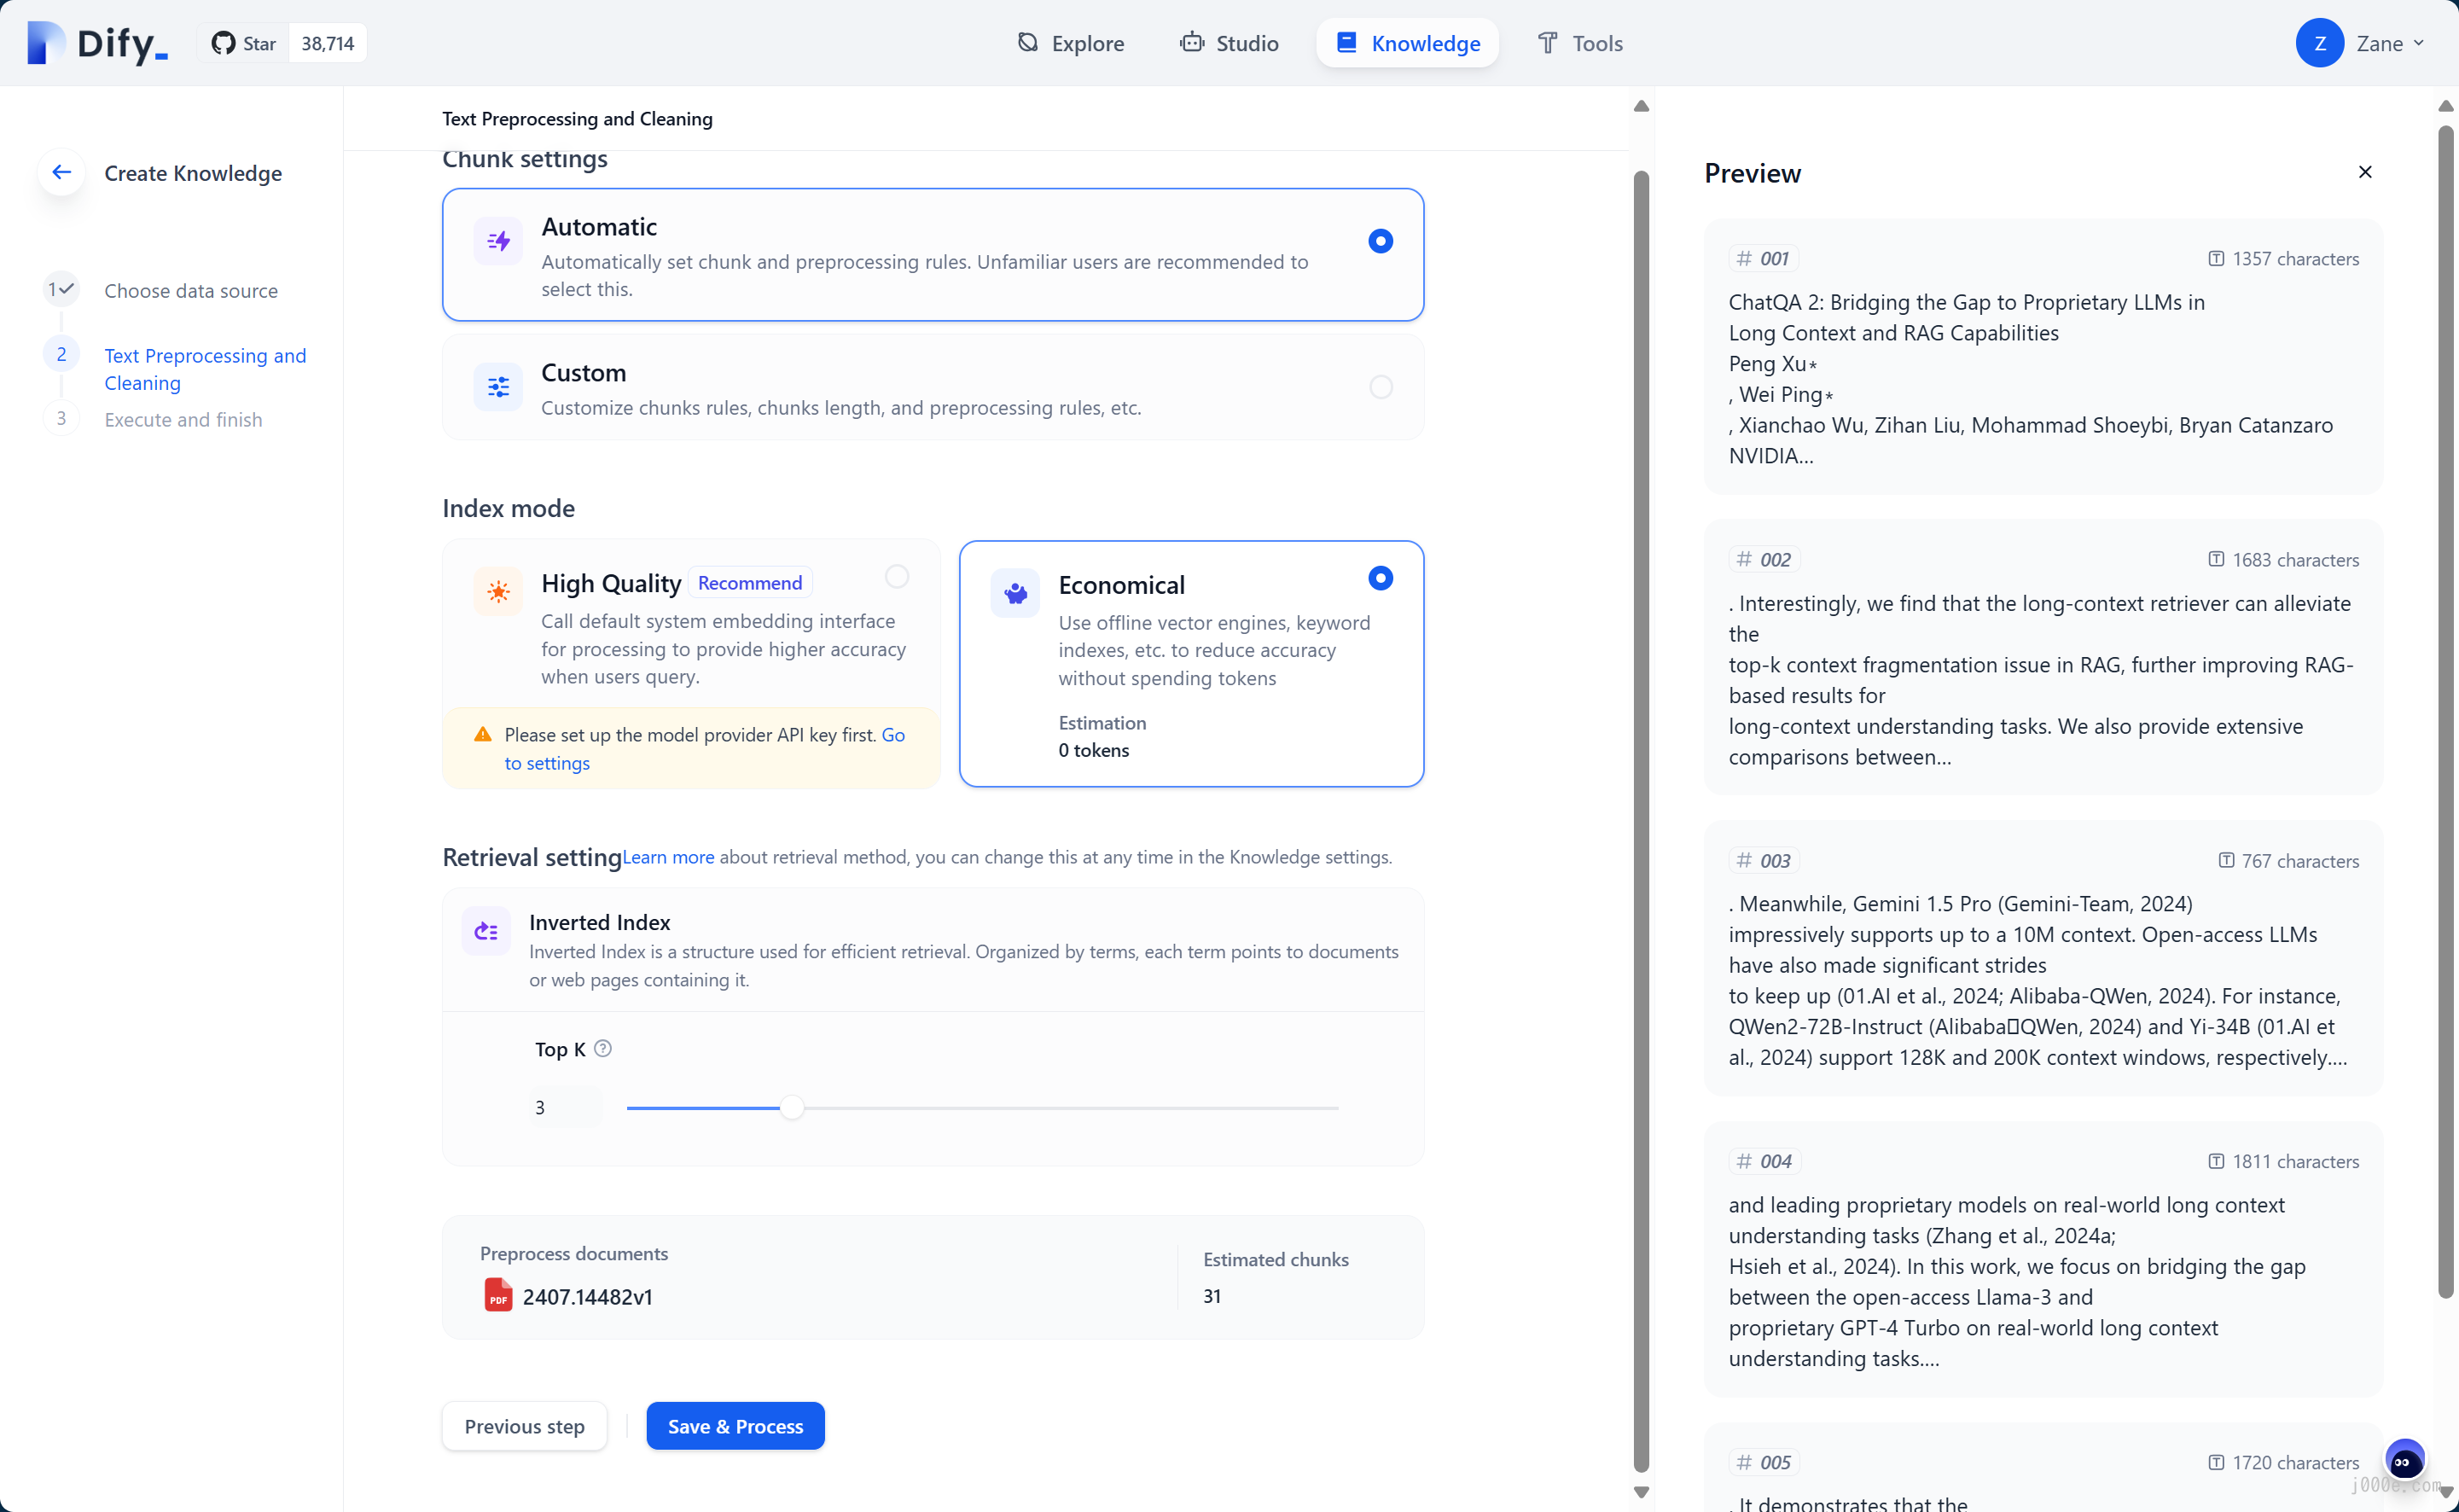 Dify_
Star 38,714
Explore
Studio
Knowledge
Tools
Z Zane
Create Knowledge
1 Choose data source
2 Text Preprocessing and
Cleaning
3 Execute and finish
Text Preprocessing and Cleaning
Chunk settings
Automatic
Automatically set chunk and preprocessing rules. Unfamiliar users are recommended to
select this.
Custom
Customize chunks rules, chunks length, and preprocessing rules, etc.
Index mode
High Quality Recommend
Call default system embedding interface
for processing to provide higher accuracy
when users query.
Please set up the model provider API key first. Go
to settings
Economical
Use offline vector engines, keyword
indexes, etc. to reduce accuracy
without spending tokens
Estimation
0 tokens
Retrieval setting Learn more about retrieval method, you can change this at any time in the Knowledge settings.
Inverted Index
Inverted Index is a structure used for efficient retrieval. Organized by terms, each term points to documents
or web pages containing it.
Top K
3
Preprocess documents
PDF 2407.14482v1
Estimated chunks
31
Previous step
Save & Process
Preview
# 001 1357 characters
ChatQA 2: Bridging the Gap to Proprietary LLMs in
Long Context and RAG Capabilities
Peng Xu∗
, Wei Ping∗
, Xianchao Wu, Zihan Liu, Mohammad Shoeybi, Bryan Catanzaro
NVIDIA...
# 002 1683 characters
. Interestingly, we find that the long-context retriever can alleviate
the
top-k context fragmentation issue in RAG, further improving RAG-
based results for
long-context understanding tasks. We also provide extensive
comparisons between...
# 003 767 characters
. Meanwhile, Gemini 1.5 Pro (Gemini-Team, 2024)
impressively supports up to a 10M context. Open-access LLMs
have also made significant strides
to keep up (01.AI et al., 2024; Alibaba-QWen, 2024). For instance,
QWen2-72B-Instruct (Alibaba□QWen, 2024) and Yi-34B (01.AI et
al., 2024) support 128K and 200K context windows, respectively....
# 004 1811 characters
and leading proprietary models on real-world long context
understanding tasks (Zhang et al., 2024a;
Hsieh et al., 2024). In this work, we focus on bridging the gap
between the open-access Llama-3 and
proprietary GPT-4 Turbo on real-world long context
understanding tasks....
# 005 1720 characters
. It demonstrates that the
j000e.com